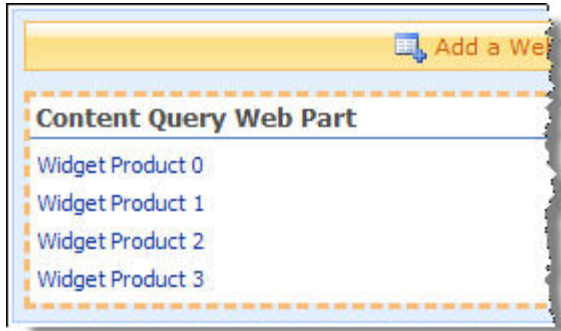 Add a We
Content Query Web Part
Widget Product 0
Widget Product 1
Widget Product 2
Widget Product 3